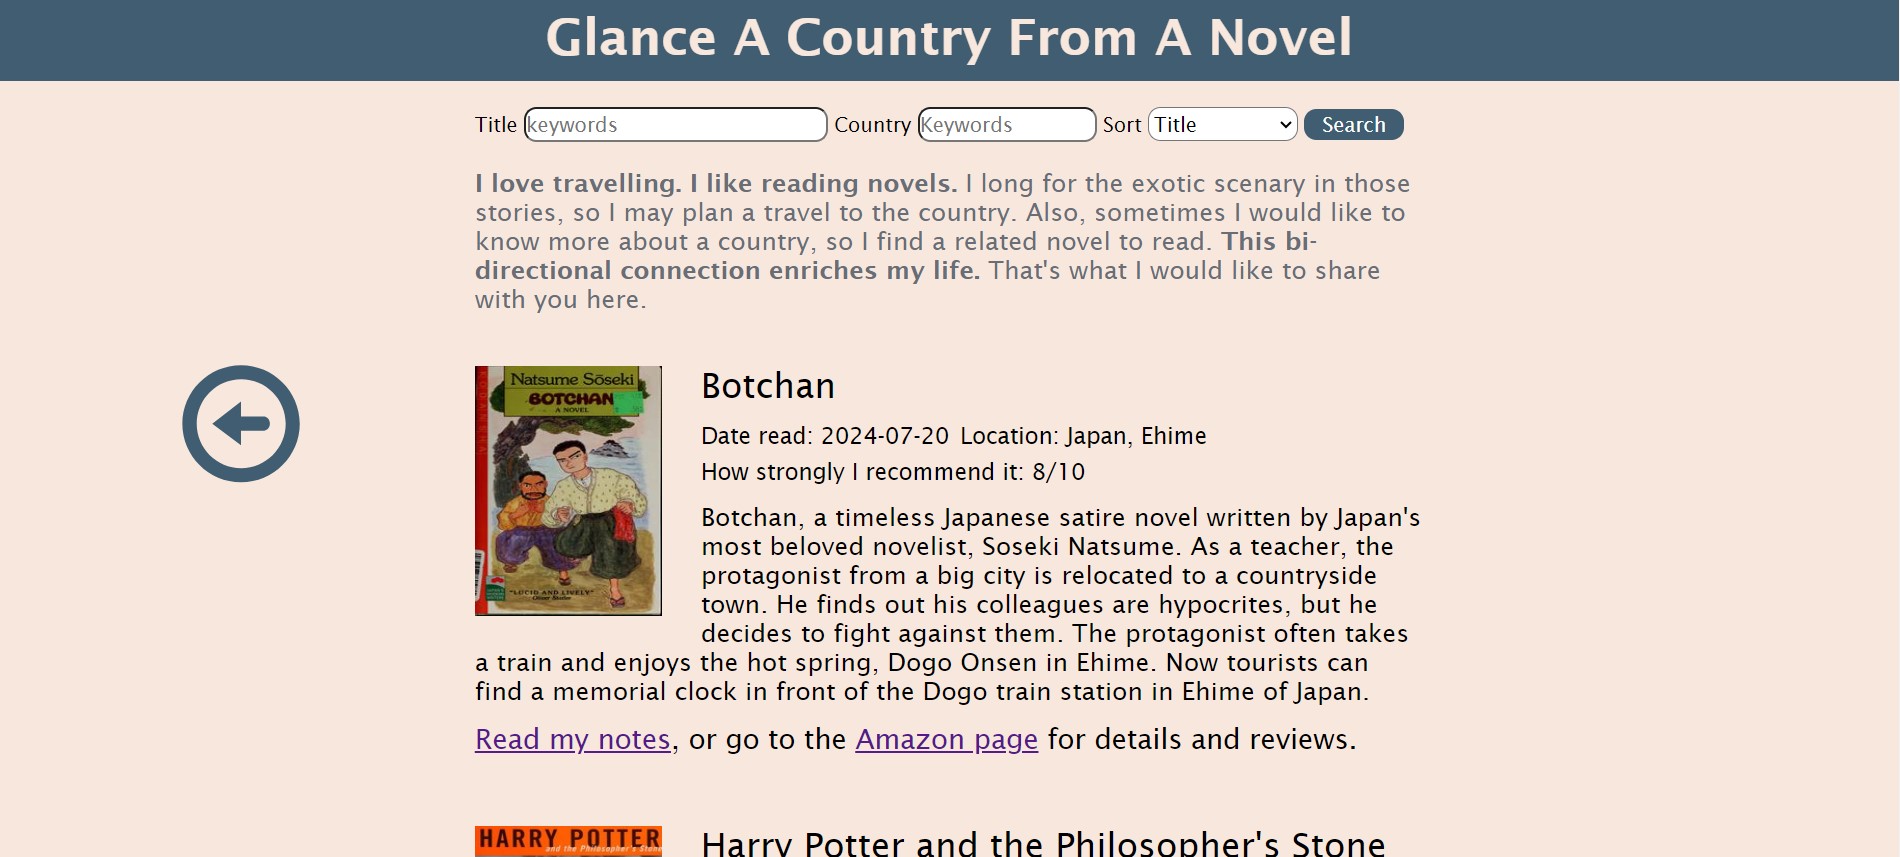 Glance A Country From A Novel
Title keywords Country Keywords Sort Title Search
I love travelling. I like reading novels. I long for the exotic scenary in those
stories, so I may plan a travel to the country. Also, sometimes I would like to
know more about a country, so I find a related novel to read. This bi-
directional connection enriches my life. That's what I would like to share
with you here.
Natsume Sōseki
BOTCHAN
A NOVEL
"LUCID AND LIVELY"
Botchan
Date read: 2024-07-20 Location: Japan, Ehime
How strongly I recommend it: 8/10
Botchan, a timeless Japanese satire novel written by Japan's
most beloved novelist, Soseki Natsume. As a teacher, the
protagonist from a big city is relocated to a countryside
town. He finds out his colleagues are hypocrites, but he
decides to fight against them. The protagonist often takes
a train and enjoys the hot spring, Dogo Onsen in Ehime. Now tourists can
find a memorial clock in front of the Dogo train station in Ehime of Japan.
Read my notes, or go to the Amazon page for details and reviews.
HARRY POTTER
and the Philosopher's Stone
Harry Potter and the Philosopher's Stone